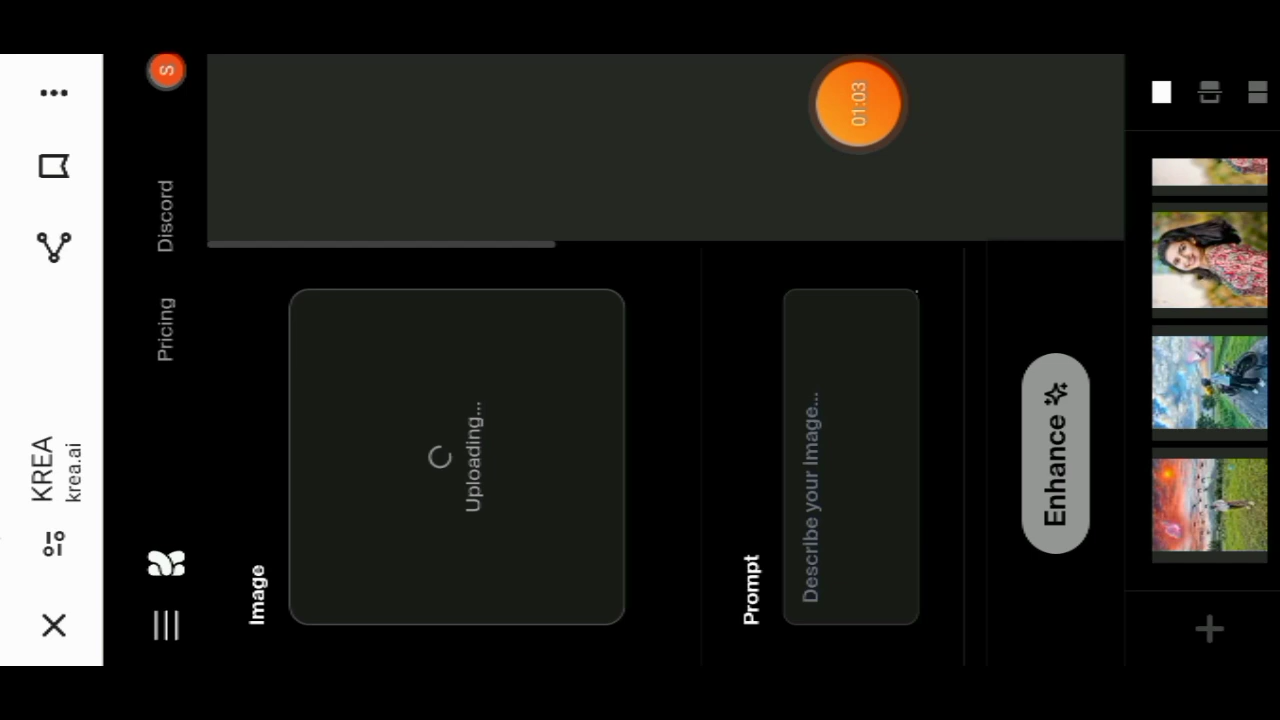 KREA
krea.ai
Pricing
Discord
S
Image
Uploading...
01:03
Prompt
Describe your Image...
Enhance